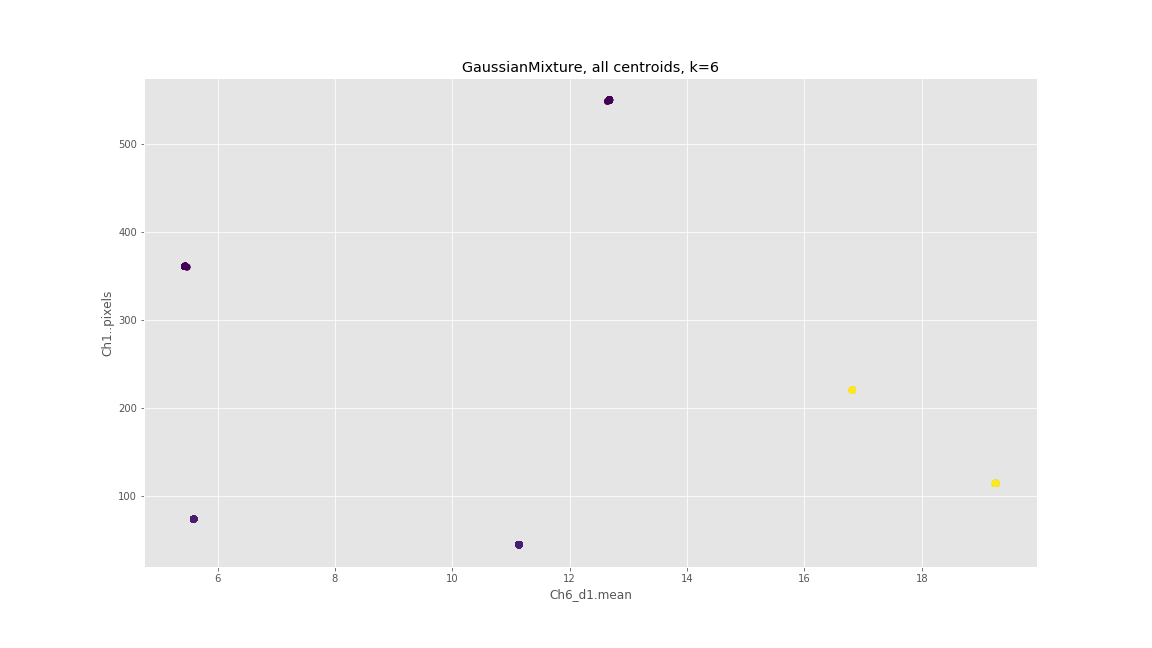 GaussianMixture, all centroids, k=6
500
400
300
200
100
Ch1..pixels
6 8 10 12 14 16 18
Ch6_d1.mean